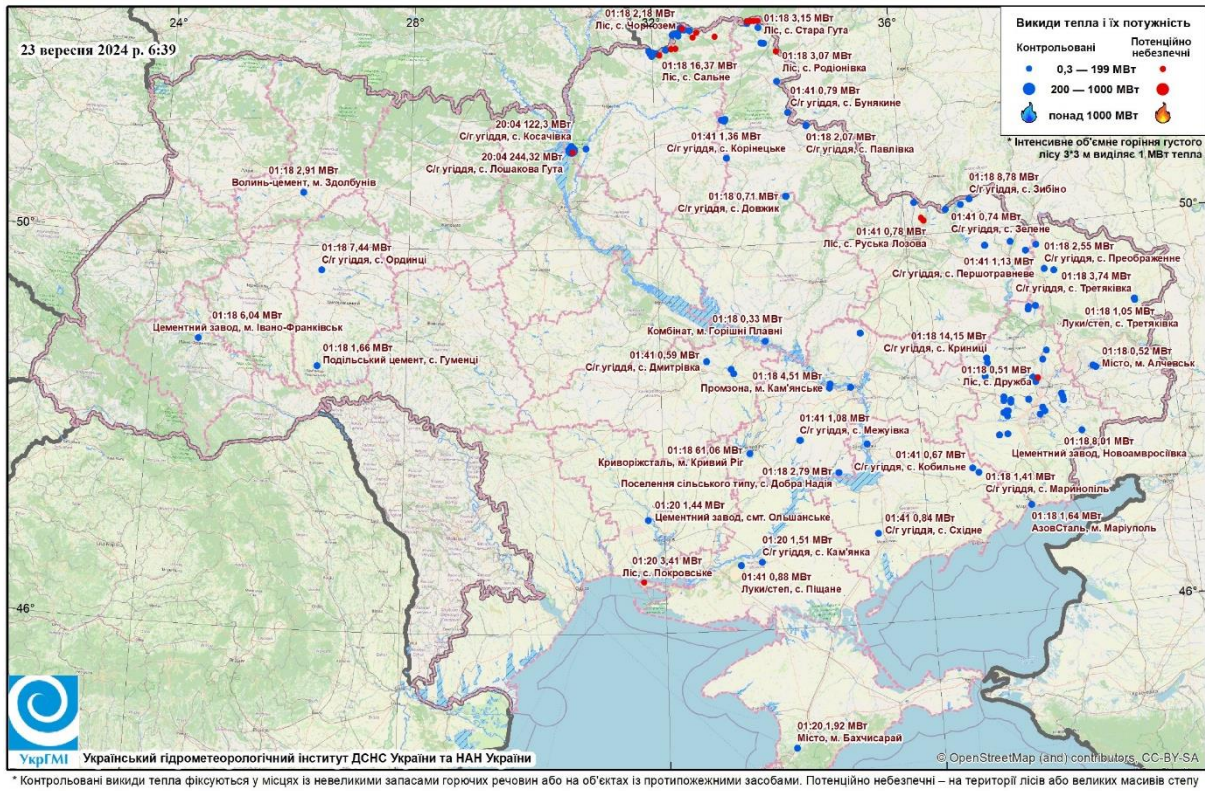 24°
28°
32°
36°
23 вересня 2024 р. 6:39
Викиди тепла і їх потужність
Контрольовані
Потенційно
небезпечні
0,3 — 199 МВт
200 — 1000 МВт
понад 1000 МВт
* Інтенсивне об'ємне горіння густого
лісу 3*3 м виділяє 1 МВт тепла
01:18 2,18 МВт
Ліс, с. Чорнозем
01:18 3,15 МВт
Ліс, с. Стара Гута
01:18 16,37 МВт
Ліс, с. Сальне
01:18 3,07 МВт
Ліс, с. Родіонівка
01:41 0,79 МВт
С/г угіддя, с. Бунякине
20:04 122,3 МВт
С/г угіддя, с. Косачівка
01:41 1,36 МВт
С/г угіддя, с. Корінецьке
01:18 2,07 МВт
С/г угіддя, с. Павлівка
20:04 244,32 МВт
С/г угіддя, с. Лошакова Гута
01:18 2,91 МВт
Волинь-цемент, м. Здолбунів
01:18 0,71 МВт
С/г угіддя, с. Довжик
01:18 8,78 МВт
С/г угіддя, с. Зибіно
50°
50°
01:41 0,74 МВт
С/г угіддя, с. Зелене
01:41 0,78 МВт
Ліс, с. Руська Лозова
01:18 2,55 МВт
С/г угіддя, с. Преображенне
01:18 7,44 МВт
С/г угіддя, с. Ординці
01:41 1,13 МВт
С/г угіддя, с. Першотравневе
01:18 3,74 МВт
С/г угіддя, с. Третяківка
01:18 6,04 МВт
Цементний завод, м. Івано-Франківськ
01:18 0,33 МВт
Комбінат, м. Горішні Плавні
01:18 1,05 МВт
Луки/степ, с. Третяківка
01:18 14,15 МВт
С/г угіддя, с. Криниці
01:18 1,66 МВт
Подільський цемент, с. Гуменці
01:41 0,59 МВт
С/г угіддя, с. Дмитрівка
01:18 0,52 МВт
Місто, м. Алчевськ
01:18 4,51 МВт
Промзона, м. Кам'янське
01:18 0,51 МВт
Ліс, с. Дружба
01:41 1,08 МВт
С/г угіддя, с. Межуївка
01:18 8,01 МВт
Цементний завод, Новоамвросіївка
01:18 61,06 МВт
Криворіжсталь, м. Кривий Ріг
01:41 0,67 МВт
С/г угіддя, с. Кобильне
01:18 2,79 МВт
Поселення сільського типу, с. Добра Надія
01:18 1,41 МВт
С/г угіддя, с. Маринопіль
01:20 1,44 МВт
Цементний завод, смт. Ольшанське
01:41 0,84 МВт
С/г угіддя, с. Східне
01:18 1,64 МВт
АзовСталь, м. Маріуполь
01:20 1,51 МВт
С/г угіддя, с. Кам'янка
01:20 3,41 МВт
Ліс, с. Покровське
01:41 0,88 МВт
Луки/степ, с. Піщане
46°
46°
01:20 1,92 МВт
Місто, м. Бахчисарай
УкрГМІ
Український гідрометеорологічний інститут ДСНС України та НАН України
© OpenStreetMap (and) contributors, CC-BY-SA
* Контрольовані викиди тепла фіксуються у місцях із невеликими запасами горючих речовин або на об'єктах із протипожежними засобами. Потенційно небезпечні – на території лісів або великих масивів степу